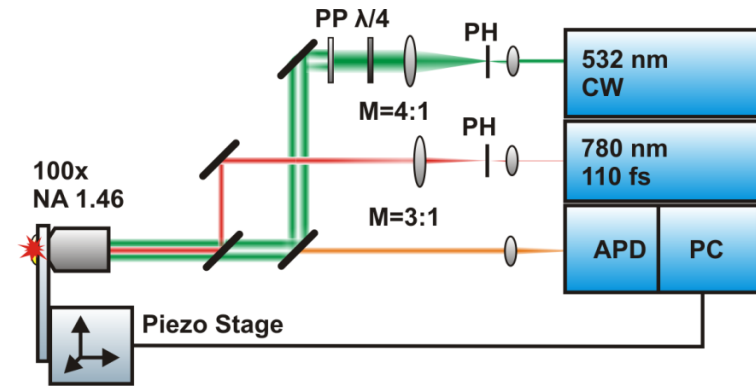 PP λ/4
PH
532 nm
CW
M=4:1
PH
780 nm
110 fs
100x
NA 1.46
M=3:1
APD
PC
Piezo Stage